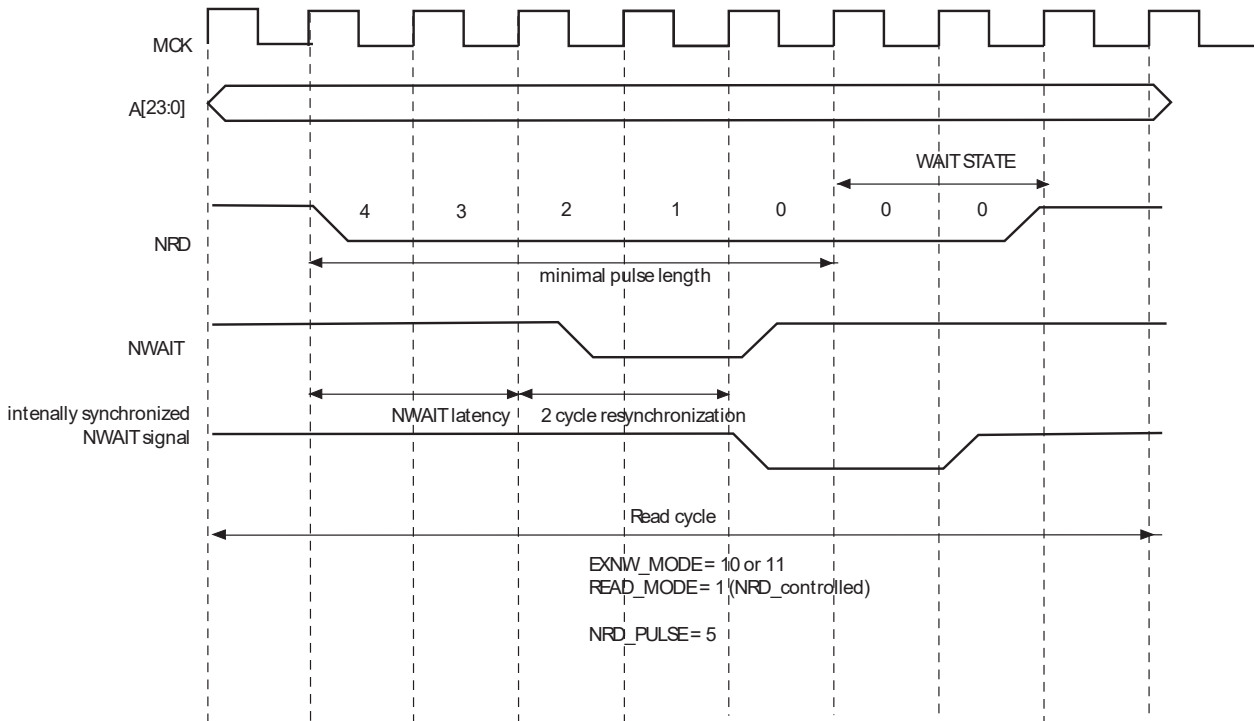 MCK
A[23:0]
WAIT STATE
4 3 2 1 0 0 0
NRD
minimal pulse length
NWAIT
NWAIT latency 2 cycle resynchronization
intenally synchronized
NWAIT signal
Read cycle
EXNW_MODE = 10 or 11
READ_MODE = 1 (NRD_controlled)
NRD_PULSE = 5